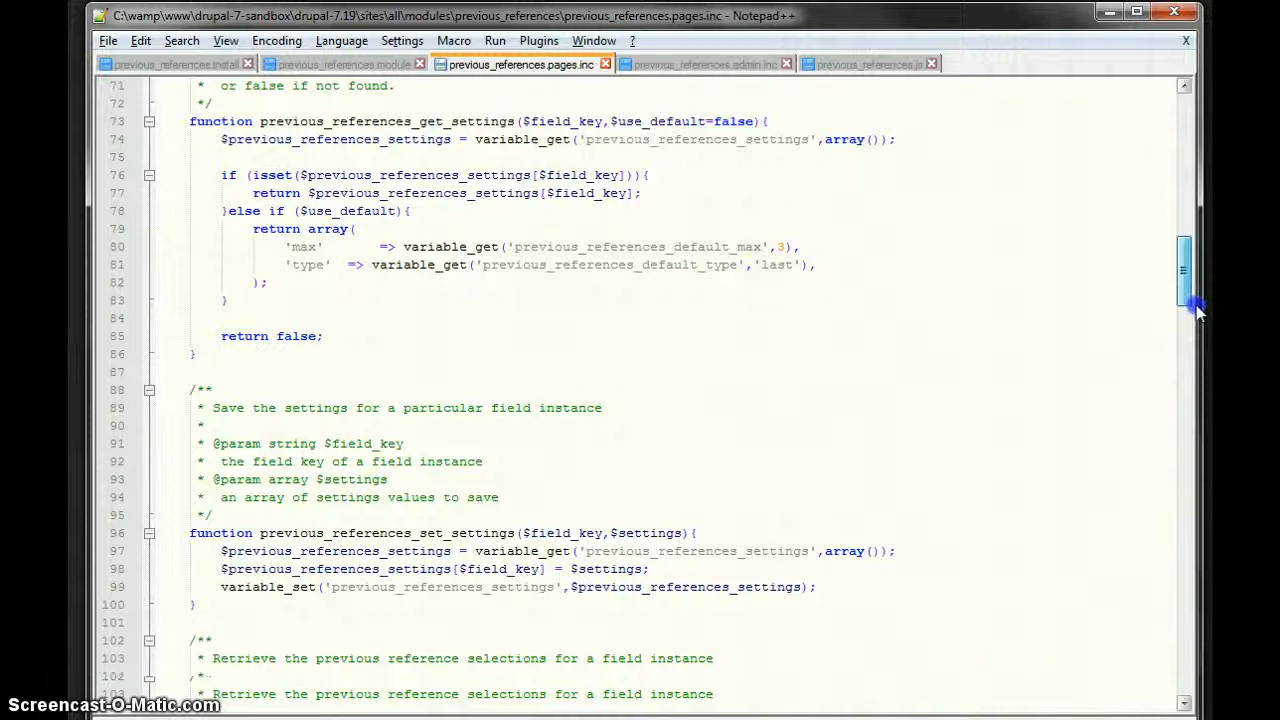 C:\wamp\www\drupal-7-sandbox\drupal-7.19\sites\all\modules\previous_references\previous_references.pages.inc - Notepad++
File Edit Search View Encoding Language Settings Macro Run Plugins Window ? X
previous_references.install previous_references.module previous_references.pages.inc previous_references.admin.inc previous_references.js
71 * or false if not found.
72 */
73 function previous_references_get_settings($field_key,$use_default=false){
74 $previous_references_settings = variable_get('previous_references_settings',array());
75
76 if (isset($previous_references_settings[$field_key])){
77 return $previous_references_settings[$field_key];
78 }else if ($use_default){
79 return array(
80 'max' => variable_get('previous_references_default_max',3),
81 'type' => variable_get('previous_references_default_type','last'),
82 );
83 }
84
85 return false;
86 }
87
88 /**
89 * Save the settings for a particular field instance
90 *
91 * @param string $field_key
92 * the field key of a field instance
93 * @param array $settings
94 * an array of settings values to save
95 */
96 function previous_references_set_settings($field_key,$settings){
97 $previous_references_settings = variable_get('previous_references_settings',array());
98 $previous_references_settings[$field_key] = $settings;
99 variable_set('previous_references_settings',$previous_references_settings);
100 }
101
102 /**
103 * Retrieve the previous reference selections for a field instance
102
103 * Retrieve the previous reference selections for a field instance
Screencast-O-Matic.com